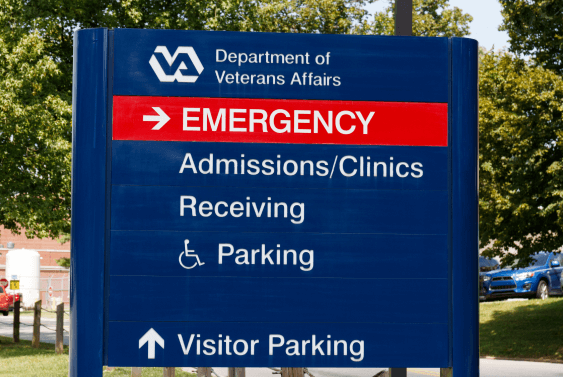 VA
Department of
Veterans Affairs
EMERGENCY
Admissions/Clinics
Receiving
Parking
Visitor Parking